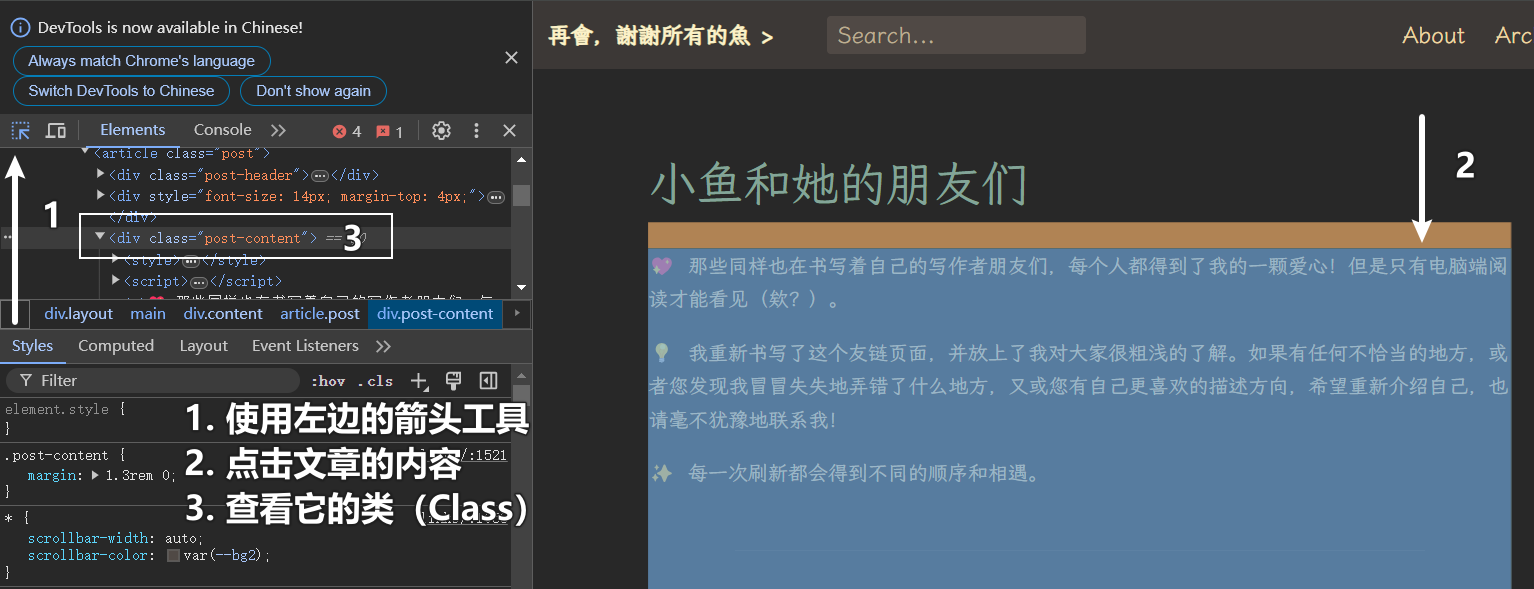 DevTools is now available in Chinese!
Always match Chrome's language
Switch DevTools to Chinese
Don't show again
Elements
Console
4
1
<article class="post">
<div class="post-header"></div>
<div style="font-size: 14px; margin-top: 4px;">
</div>
1
<div class="post-content"> ==
3
<style></style>
<script></script>
div.layout
main
div.content
article.post
div.post-content
Styles
Computed
Layout
Event Listeners
Filter
:hov
.cls
element.style {
}
1. 使用左边的箭头工具
.post-content {
/:1521
margin: 1.3rem 0;
}
2. 点击文章的内容
* {
3. 查看它的类（Class）
scrollbar-width: auto;
scrollbar-color: var(--bg2);
}
再會，謝謝所有的魚 >
Search...
About
Arc
2
小鱼和她的朋友们
那些同样也在书写着自己的写作者朋友们，每个人都得到了我的一颗爱心！但是只有电脑端阅
读才能看见（欸？）。
我重新书写了这个友链页面，并放上了我对大家很粗浅的了解。如果有任何不恰当的地方，或
者您发现我冒冒失失地弄错了什么地方，又或您有自己更喜欢的描述方向，希望重新介绍自己，也
请毫不犹豫地联系我！
每一次刷新都会得到不同的顺序和相遇。